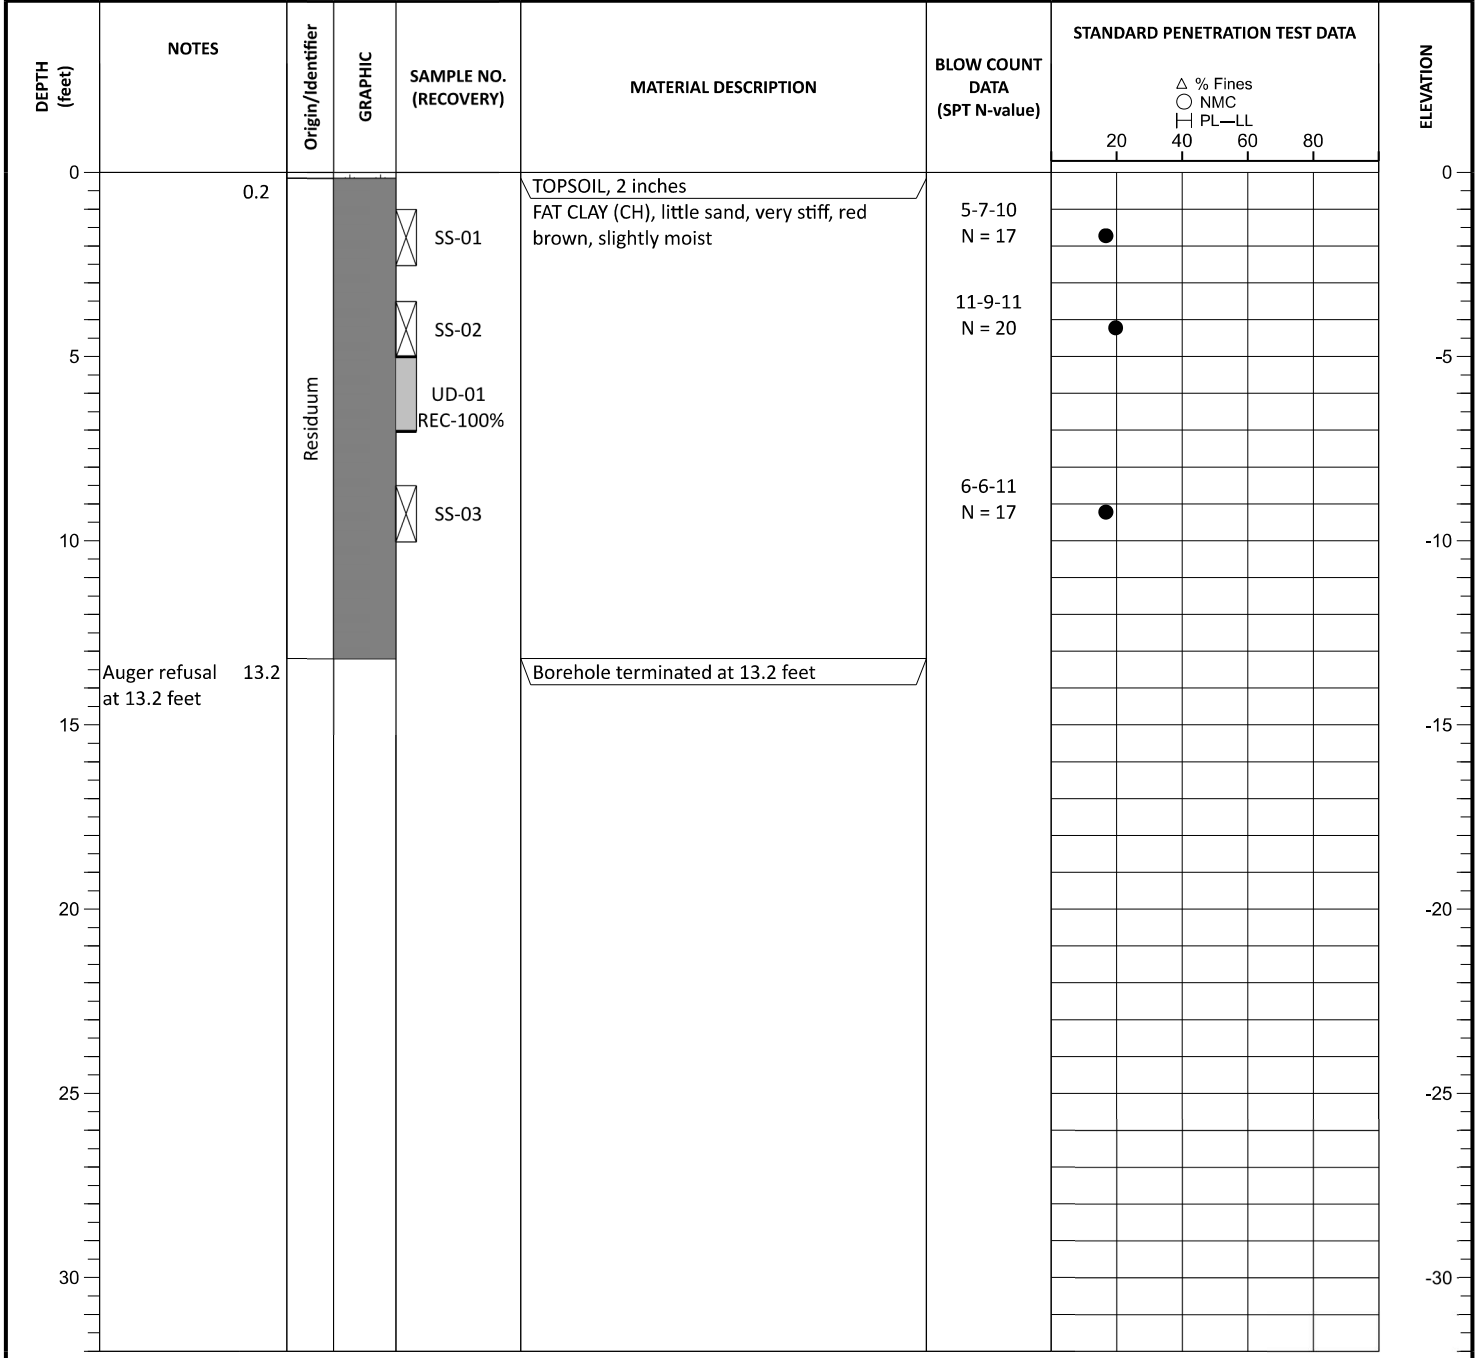 DEPTH
(feet)
NOTES
Origin/Identifier
GRAPHIC
SAMPLE NO.
(RECOVERY)
MATERIAL DESCRIPTION
BLOW COUNT
DATA
(SPT N-value)
STANDARD PENETRATION TEST DATA
% Fines
NMC
PL—LL
20 40 60 80
ELEVATION
0
0.2
TOPSOIL, 2 inches
0
FAT CLAY (CH), little sand, very stiff, red
brown, slightly moist
SS-01
5-7-10
N = 17
SS-02
11-9-11
N = 20
5
-5
Residuum
UD-01
REC-100%
SS-03
6-6-11
N = 17
10
-10
Auger refusal 13.2
at 13.2 feet
Borehole terminated at 13.2 feet
15
-15
20
-20
25
-25
30
-30